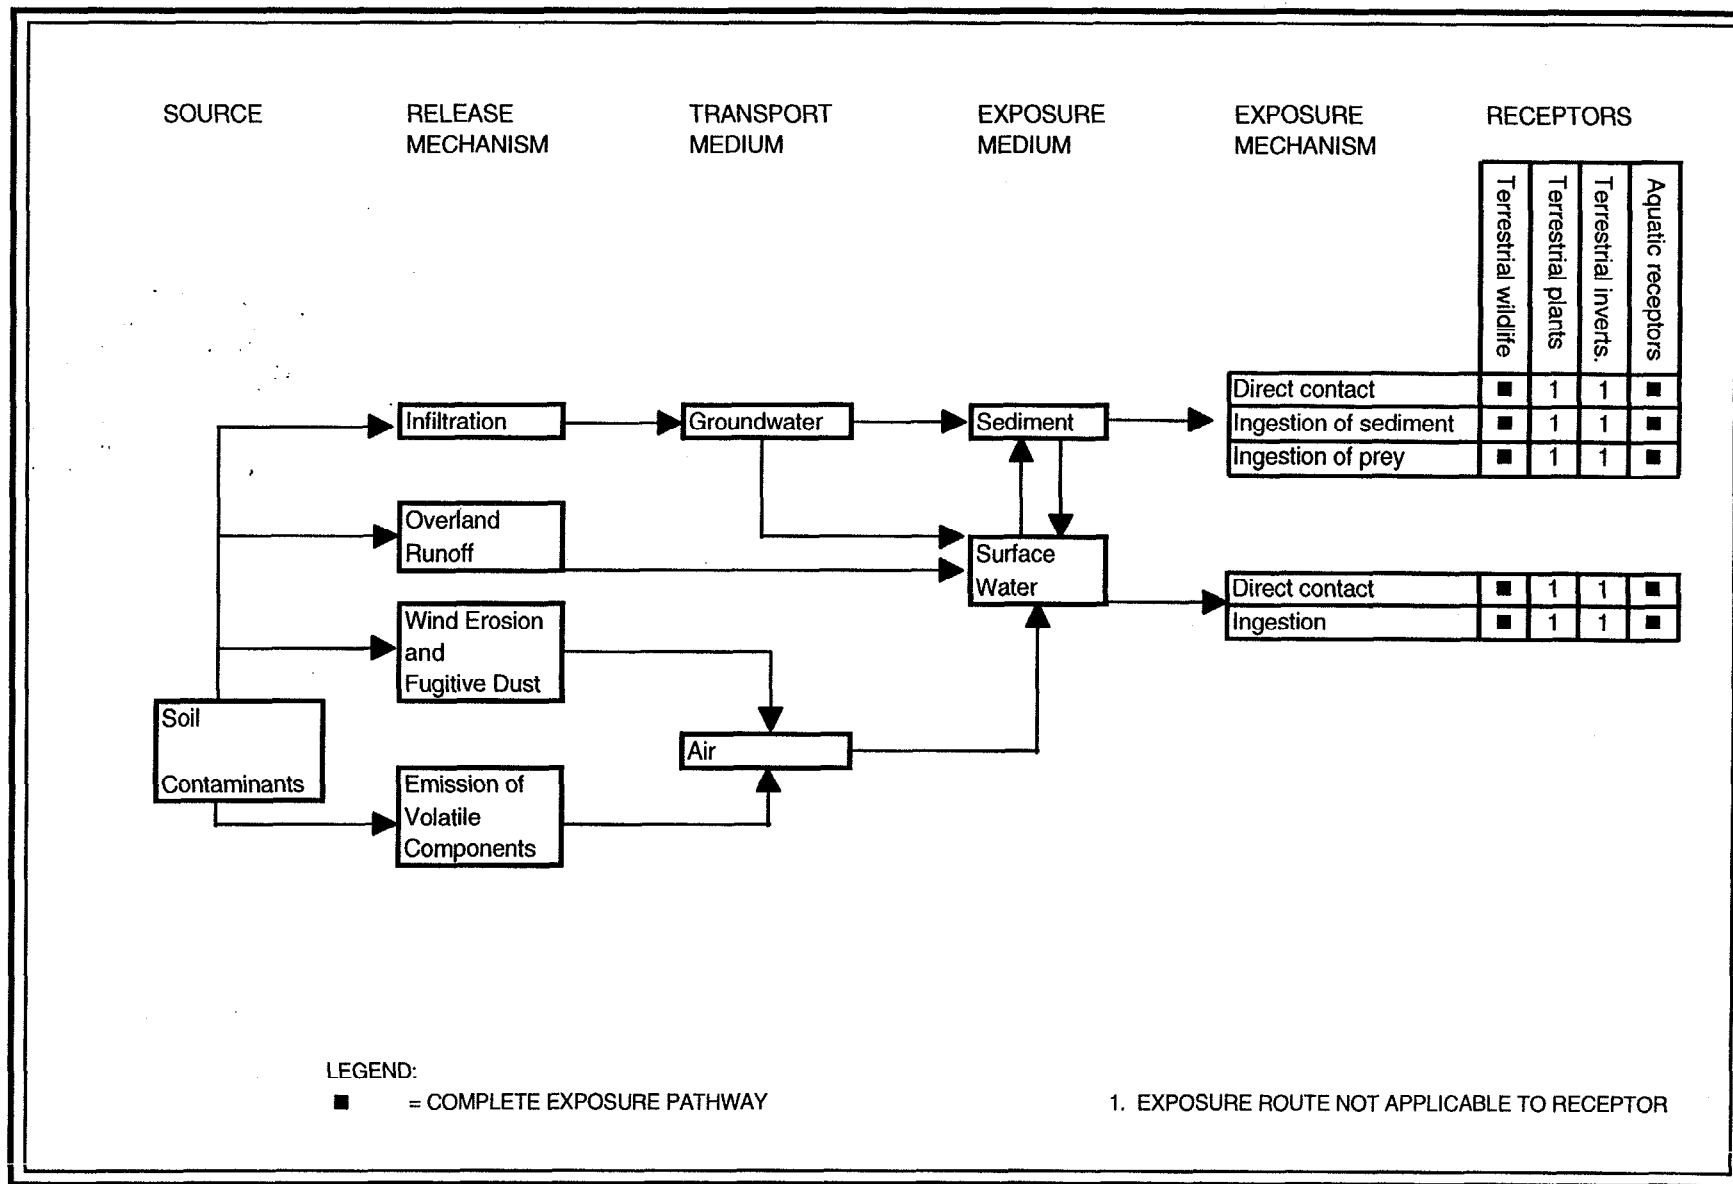 SOURCE
RELEASE
MECHANISM
TRANSPORT
MEDIUM
EXPOSURE
MEDIUM
EXPOSURE
MECHANISM
RECEPTORS
Terrestrial wildlife
Terrestrial plants
Terrestrial inverts.
Aquatic receptors
Infiltration
Groundwater
Sediment
Direct contact ■ 1 1 ■
Ingestion of sediment ■ 1 1 ■
Ingestion of prey ■ 1 1 ■
Overland
Runoff
Surface
Water
Direct contact ■ 1 1 ■
Ingestion ■ 1 1 ■
Wind Erosion
and
Fugitive Dust
Soil
Contaminants
Air
Emission of
Volatile
Components
LEGEND:
■ = COMPLETE EXPOSURE PATHWAY
1. EXPOSURE ROUTE NOT APPLICABLE TO RECEPTOR